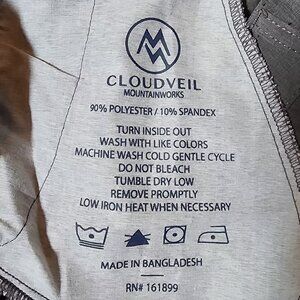 CLOUDVEIL
MOUNTAINWORKS
90% POLYESTER / 10% SPANDEX
TURN INSIDE OUT
WASH WITH LIKE COLORS
MACHINE WASH COLD GENTLE CYCLE
DO NOT BLEACH
TUMBLE DRY LOW
REMOVE PROMPTLY
LOW IRON HEAT WHEN NECESSARY
MADE IN BANGLADESH
RN# 161899